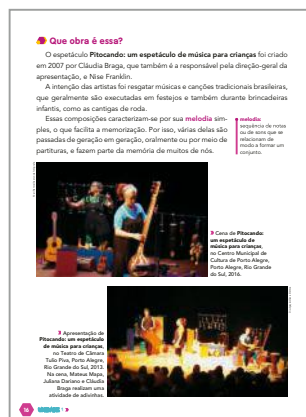 Que obra é essa?
O espetáculo Pitocando: um espetáculo de música para crianças foi criado
em 2007 por Cláudia Braga, que também é a responsável pela direção-geral da
apresentação, e Nise Franklin.
A intenção das artistas foi resgatar músicas e canções tradicionais brasileiras,
que geralmente são executadas em festejos e também durante brincadeiras
infantis, como as cantigas de roda.
Essas composições caracterizam-se por sua melodia sim-
ples, o que facilita a memorização. Por isso, várias delas são
passadas de geração em geração, oralmente ou por meio de
partituras, e fazem parte da memória de muitos de nós.
melodia:
sequência de notas
ou de sons que se
relacionam de
modo a formar um
conjunto.
Cena de Pitocando:
um espetáculo de
música para crianças,
no Centro Municipal de
Cultura de Porto Alegre,
Porto Alegre, Rio Grande
do Sul, 2016.
Apresentação de
Pitocando: um espetáculo
de música para crianças,
no Teatro de Câmara
Tulio Piva, Porto Alegre,
Rio Grande do Sul, 2013.
Na cena, Mateus Mapa,
Juliana Dariano e Cláudia
Braga realizam uma
atividade de adivinhas.
16
UNIDADE 1